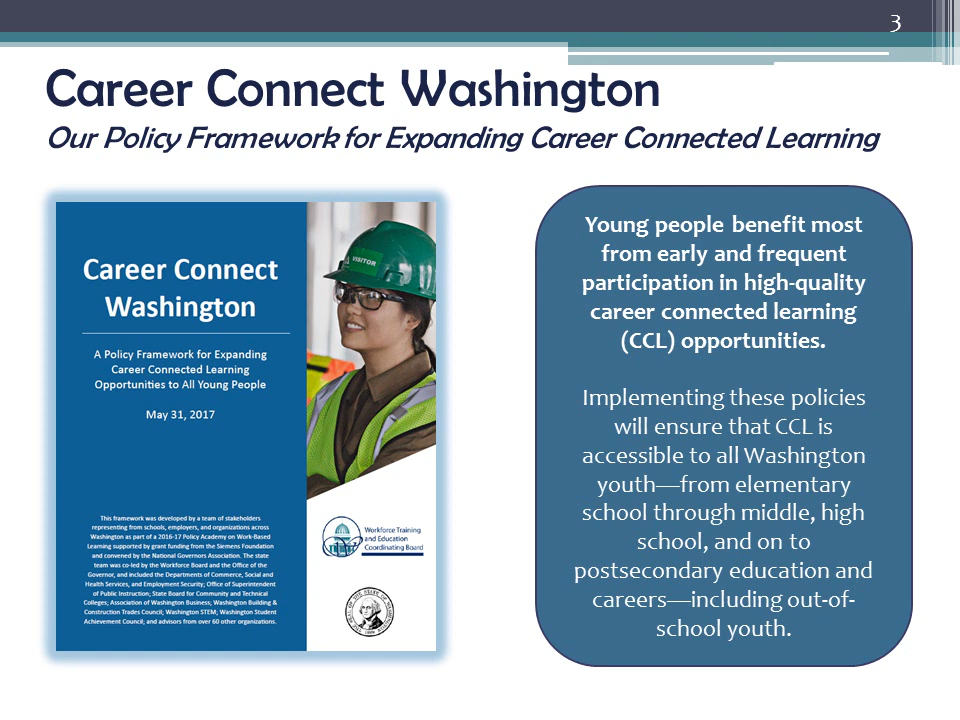 3
Career Connect Washington
Our Policy Framework for Expanding Career Connected Learning
Career Connect
Washington
A Policy Framework for Expanding
Career Connected Learning
Opportunities to All Young People
May 31, 2017
This framework was developed by a team of stakeholders
representing from schools, employers, and organizations across
Washington as part of a 2016-17 Policy Academy on Work-Based
Learning supported by grant funding from the Siemens Foundation
and convened by the National Governors Association. The state
team was co-led by the Workforce Board and the Office of the
Governor, and included the Departments of Commerce, Social and
Health Services, and Employment Security; Office of Superintendent
of Public Instruction; State Board for Community and Technical
Colleges; Association of Washington Business; Washington Building &
Construction Trades Council; Washington STEM; Washington Student
Achievement Council; and advisors from over 60 other organizations.
VISITOR
Workforce Training
and Education
Coordinating Board
THE SEAL OF THE STATE OF WASHINGTON
1889
Young people benefit most
from early and frequent
participation in high-quality
career connected learning
(CCL) opportunities.
Implementing these policies
will ensure that CCL is
accessible to all Washington
youth—from elementary
school through middle, high
school, and on to
postsecondary education and
careers—including out-of-
school youth.